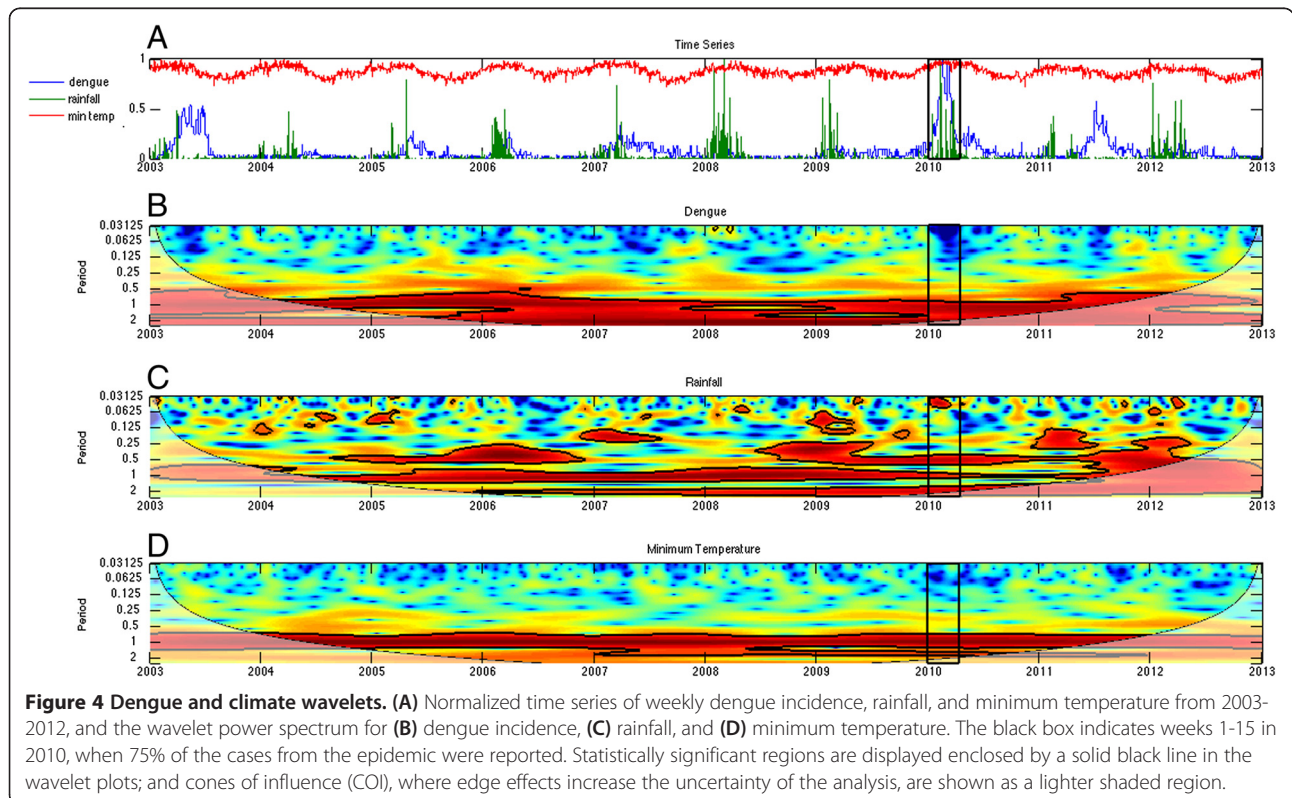 A
Time Series
dengue
rainfall
min temp
1
0.5
0
2003 2004 2005 2006 2007 2008 2009 2010 2011 2012 2013
B
Dengue
Period
0.03125
0.0625
0.125
0.25
0.5
1
2
2003 2004 2005 2006 2007 2008 2009 2010 2011 2012 2013
C
Rainfall
Period
0.03125
0.0625
0.125
0.25
0.5
1
2
2003 2004 2005 2006 2007 2008 2009 2010 2011 2012 2013
D
Minimum Temperature
Period
0.03125
0.0625
0.125
0.25
0.5
1
2
2003 2004 2005 2006 2007 2008 2009 2010 2011 2012 2013
Figure 4 Dengue and climate wavelets. (A) Normalized time series of weekly dengue incidence, rainfall, and minimum temperature from 2003-
2012, and the wavelet power spectrum for (B) dengue incidence, (C) rainfall, and (D) minimum temperature. The black box indicates weeks 1-15 in
2010, when 75% of the cases from the epidemic were reported. Statistically significant regions are displayed enclosed by a solid black line in the
wavelet plots; and cones of influence (COI), where edge effects increase the uncertainty of the analysis, are shown as a lighter shaded region.